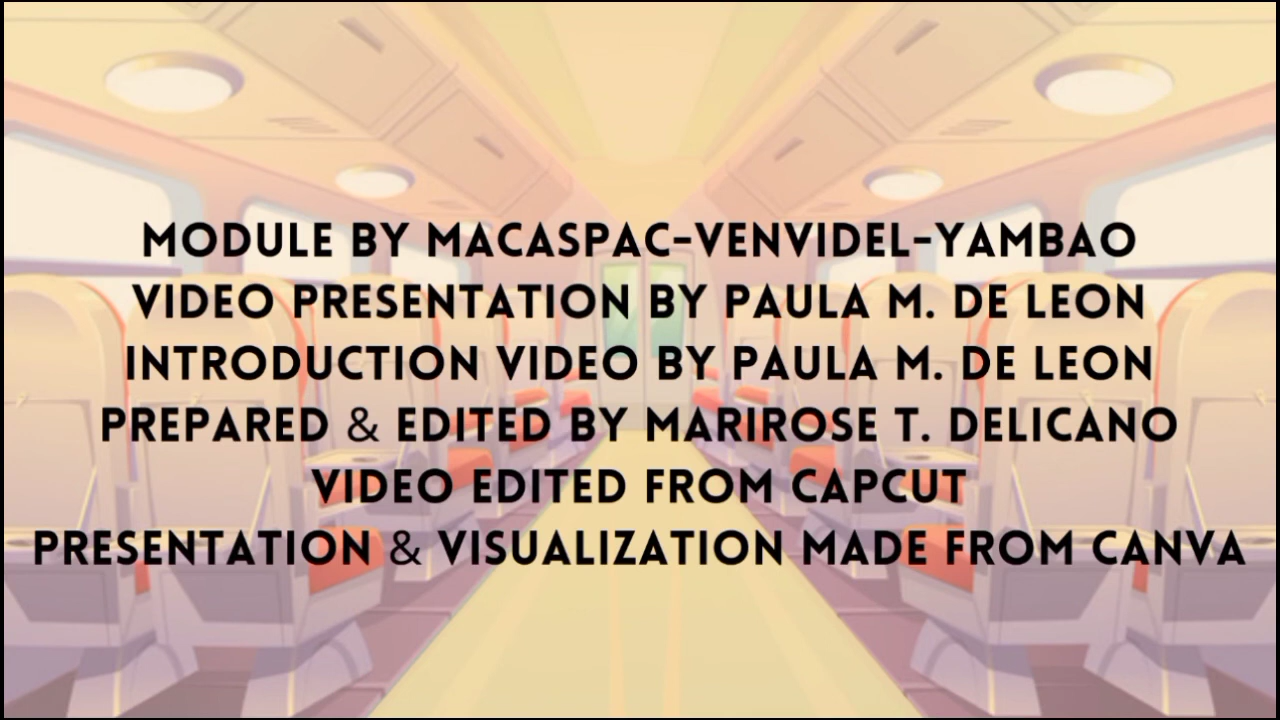 MODULE BY MACASPAC-VENVIDEL-YAMBAO
VIDEO PRESENTATION BY PAULA M. DE LEON
INTRODUCTION VIDEO BY PAULA M. DE LEON
PREPARED & EDITED BY MARIROSE T. DELICANO
VIDEO EDITED FROM CAPCUT
PRESENTATION & VISUALIZATION MADE FROM CANVA